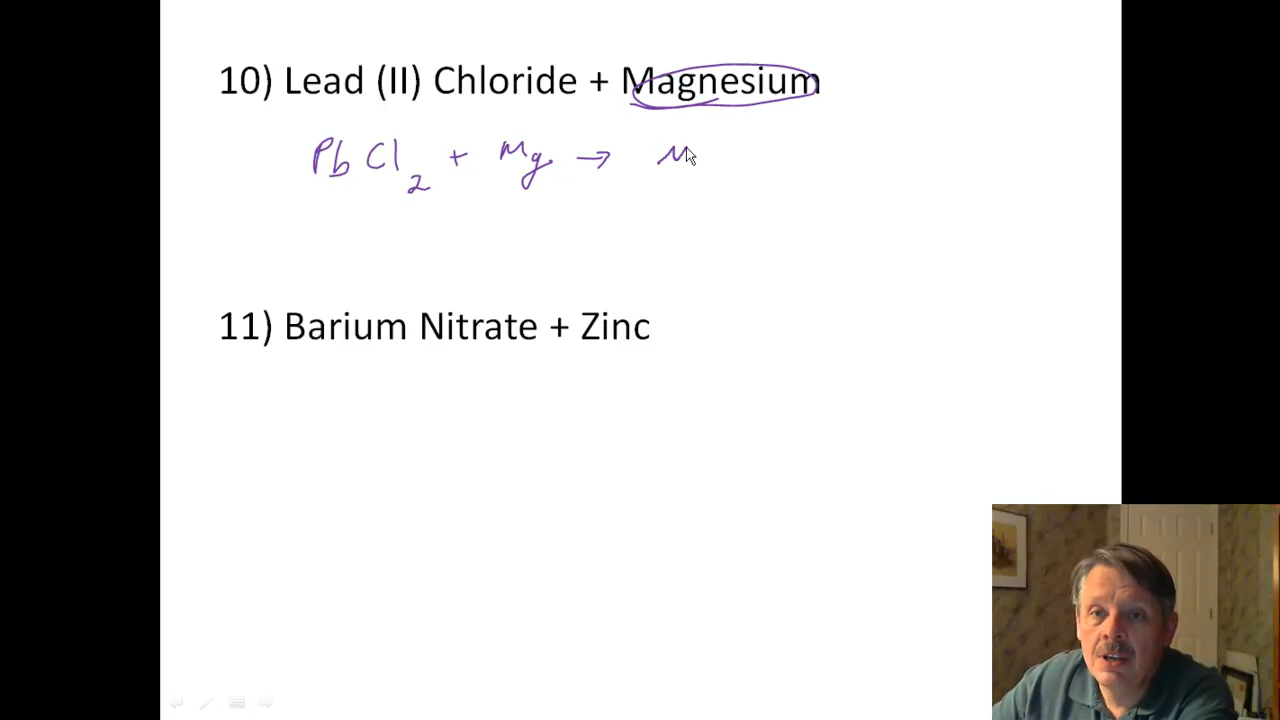 10) Lead (II) Chloride + Magnesium
PbCl₂ + Mg → M
11) Barium Nitrate + Zinc